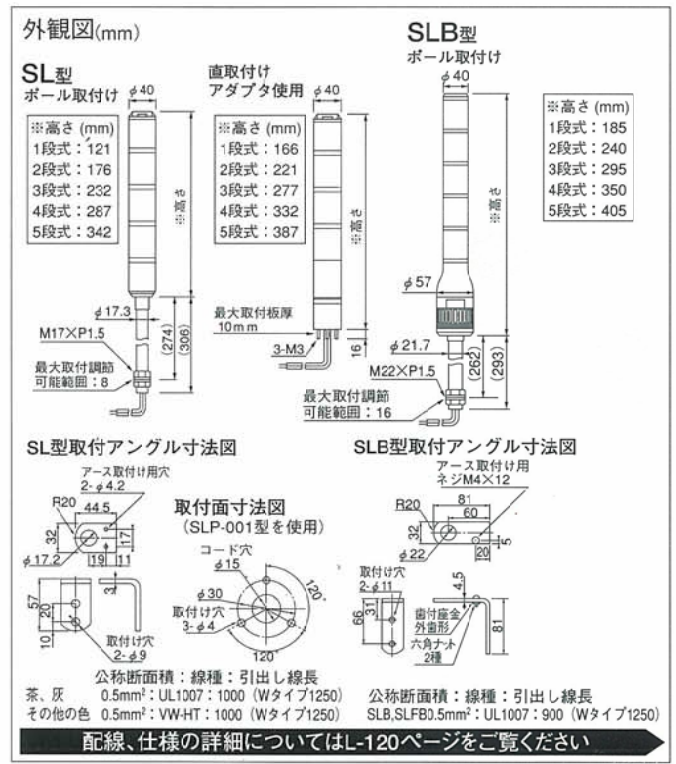 外観図(mm)
SL型
ポール取付け
φ40
※高さ (mm)
1段式：121
2段式：176
3段式：232
4段式：287
5段式：342
※高さ
φ17.3
(274)
(306)
M17×P1.5
最大取付調節
可能範囲：8
直取付け
アダプタ使用
φ40
※高さ (mm)
1段式：166
2段式：221
3段式：277
4段式：332
5段式：387
※高さ
最大取付板厚
10mm
3-M3
16
SLB型
ポール取付け
φ40
※高さ (mm)
1段式：185
2段式：240
3段式：295
4段式：350
5段式：405
※高さ
φ57
φ21.7
(262)
(293)
M22×P1.5
最大取付調節
可能範囲：16
SL型取付アングル寸法図
アース取付け用穴
2-φ4.2
R20
44.5
32
17
φ17.2
19
11
3
57
20
10
取付け穴
2-φ9
取付面寸法図
(SLP-001型を使用)
コード穴
φ15
φ30
取付け穴
3-φ4
120°
120°
SLB型取付アングル寸法図
アース取付け用
ネジM4×12
81
R20
60
32
φ22
20
5
取付け穴
2-φ11
4.5
66
31
歯付座金
外歯形
六角ナット
2種
81
公称断面積：線種：引出し線長
茶、灰 0.5mm²：UL1007：1000（Wタイプ1250）
その他の色 0.5mm²：VW-HT：1000（Wタイプ1250）
公称断面積：線種：引出し線長
SLB,SLFB0.5mm²：UL1007：900（Wタイプ1250）
配線、仕様の詳細についてはL-120ページをご覧ください